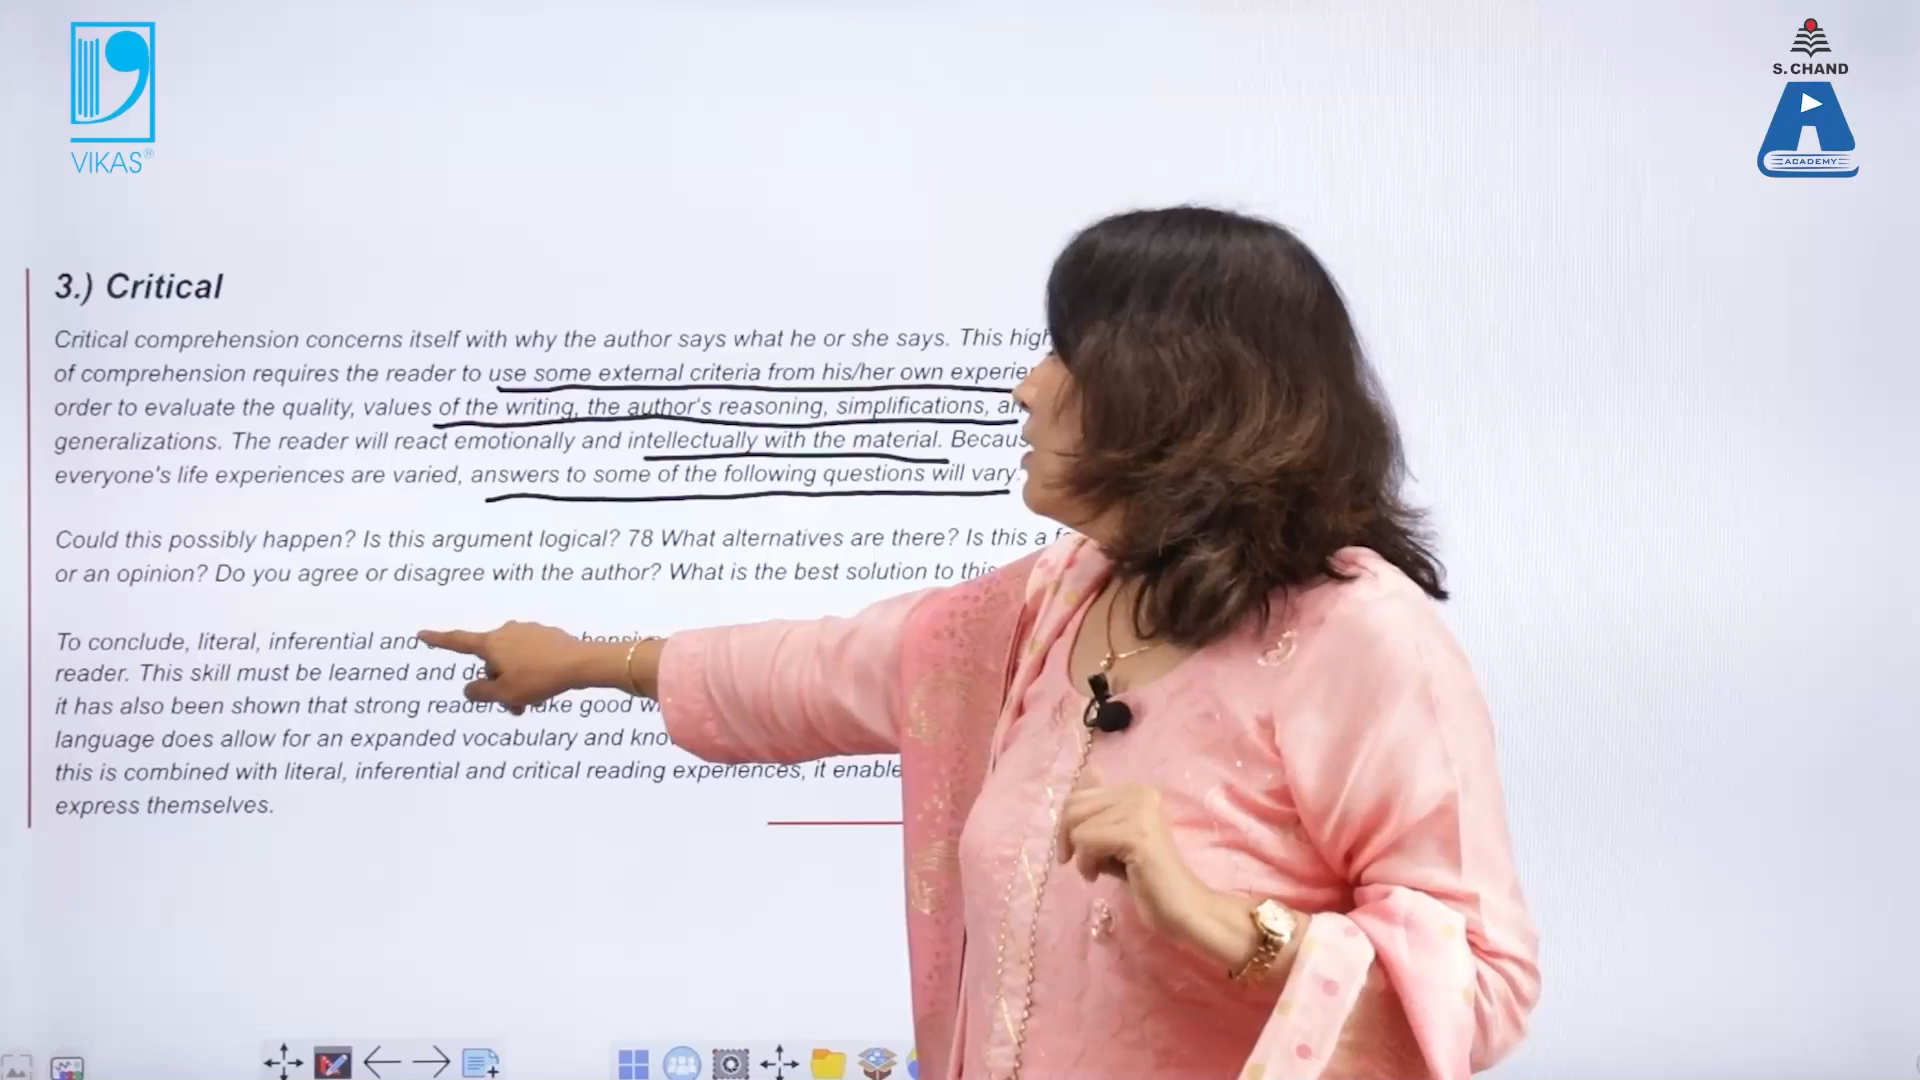 VIKAS®
S. CHAND
ACADEMY
3.) Critical
Critical comprehension concerns itself with why the author says what he or she says. This
of comprehension requires the reader to use some external criteria from his/her own
order to evaluate the quality, values of the writing, the author's reasoning, simplifications,
generalizations. The reader will react emotionally and intellectually with the material.
everyone's life experiences are varied, answers to some of the following questions will vary.
Could this possibly happen? Is this argument logical? 78 What alternatives are there? Is this a
or an opinion? Do you agree or disagree with the author? What is the best solution to this
To conclude, literal, inferential and
reader. This skill must be learned and
it has also been shown that strong readers make good
language does allow for an expanded vocabulary and
this is combined with literal, inferential and critical reading experiences, it
express themselves.